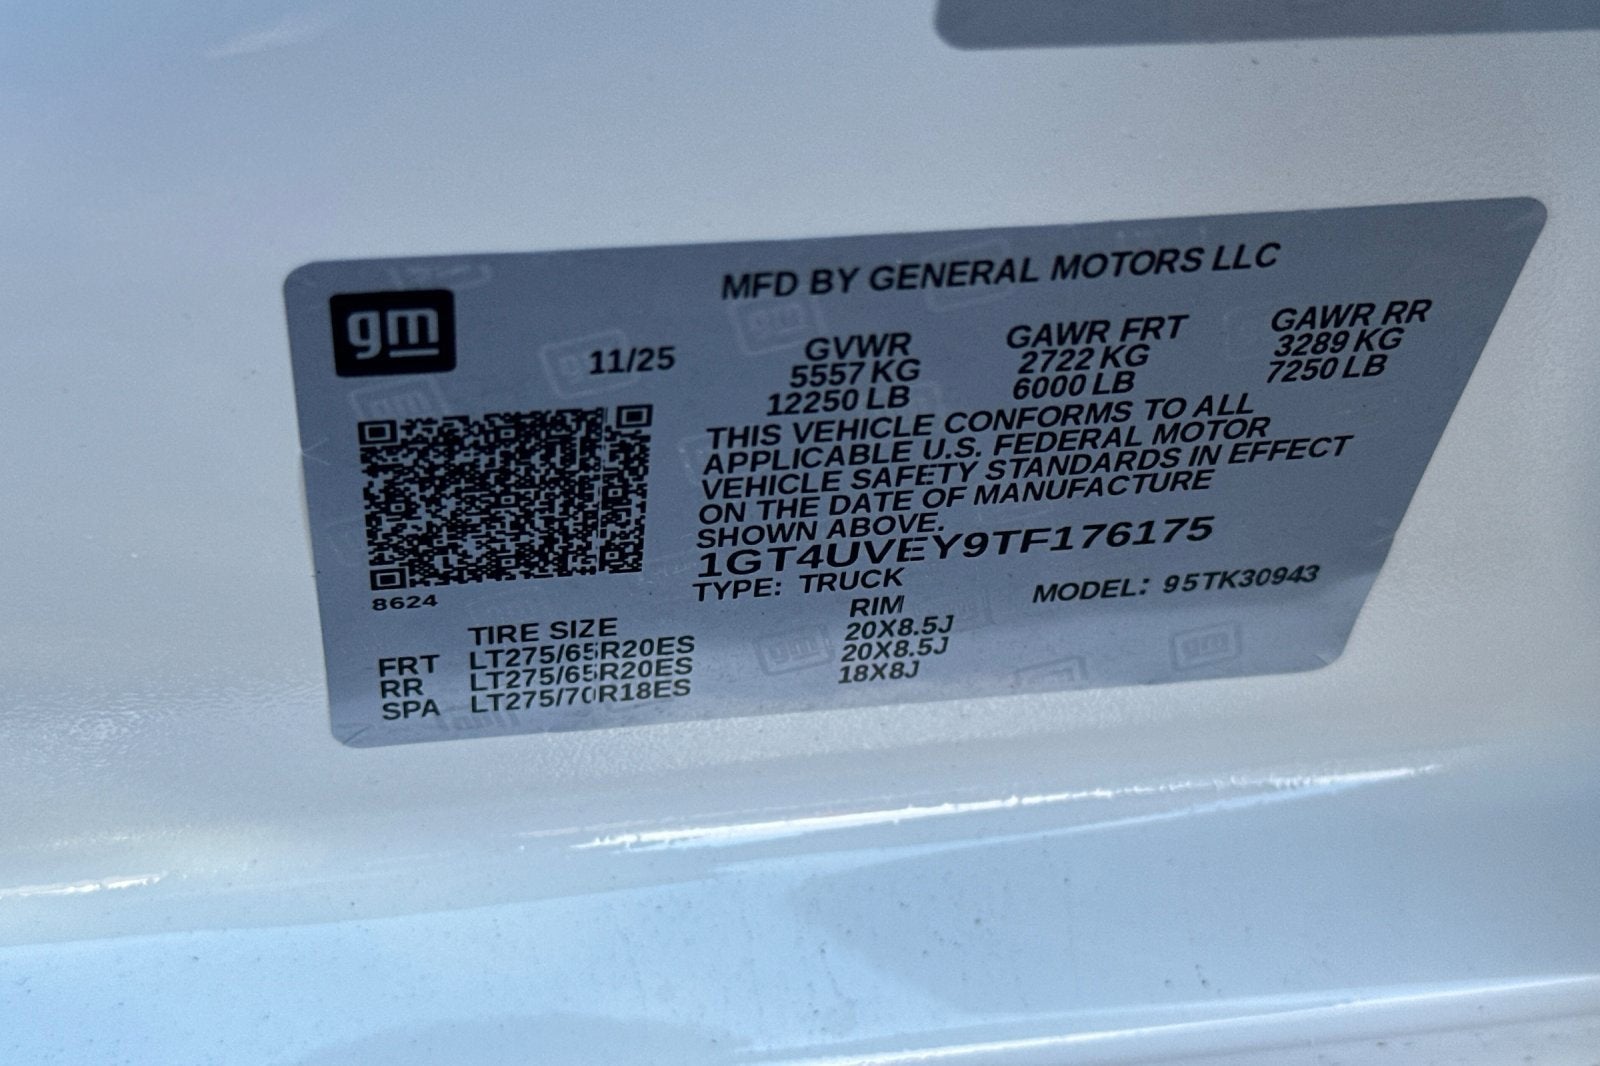 MFD BY GENERAL MOTORS LLC
gm
11/25
GVWR GAWR FRT GAWR RR
5557 KG 2722 KG 3289 KG
12250 LB 6000 LB 7250 LB
THIS VEHICLE CONFORMS TO ALL
APPLICABLE U.S. FEDERAL MOTOR
VEHICLE SAFETY STANDARDS IN EFFECT
ON THE DATE OF MANUFACTURE
SHOWN ABOVE.
1GT4UVEY9TF176175
TYPE: TRUCK MODEL: 95TK30943
8624
TIRE SIZE RIM
FRT LT275/65R20ES 20X8.5J
RR LT275/65R20ES 20X8.5J
SPA LT275/70R18ES 18X8J